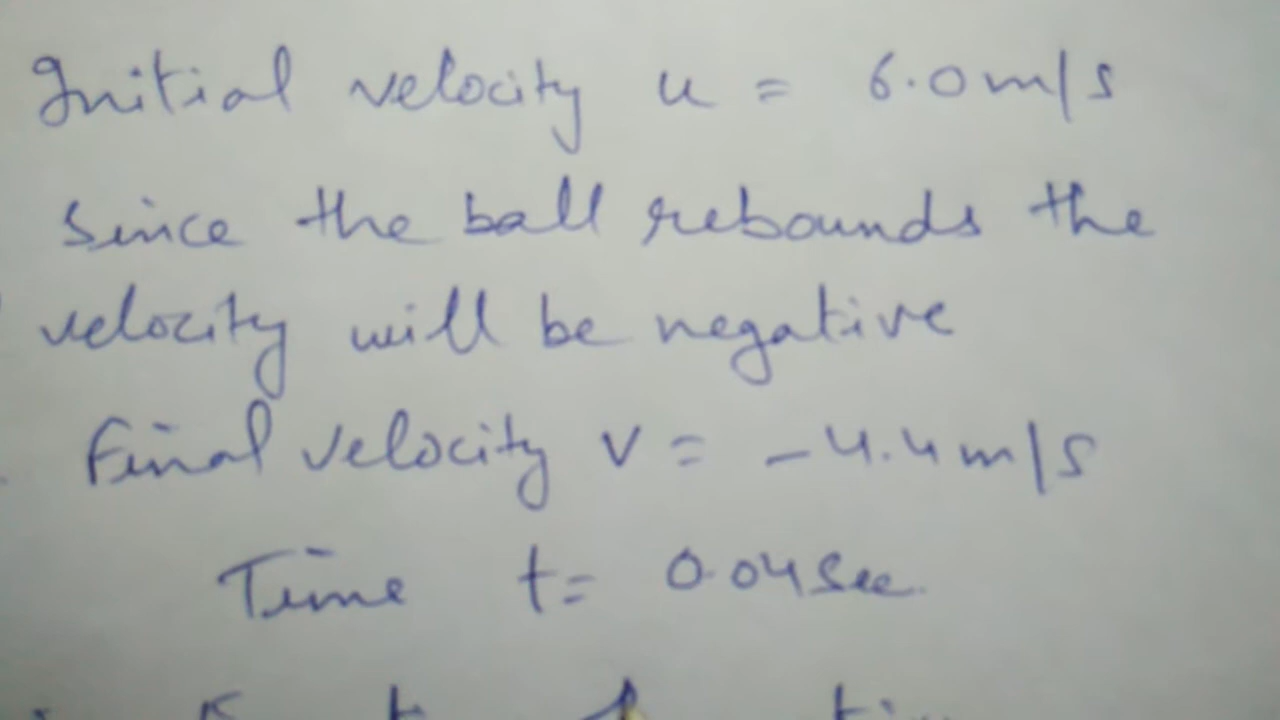 Initial velocity u = 6.0 m/s
Since the ball rebounds the
velocity will be negative
Final velocity v = -4.4 m/s
Time t = 0.04 sec.